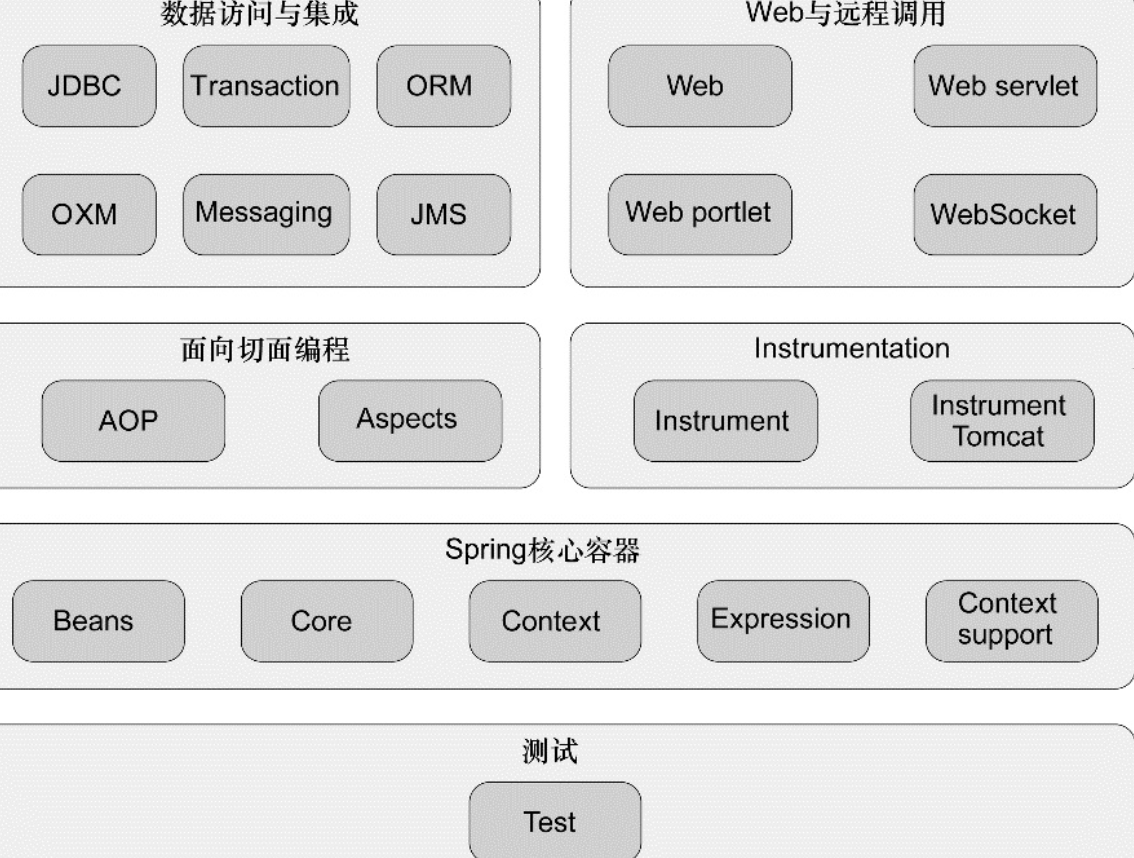 数据访问与集成
JDBC
Transaction
ORM
OXM
Messaging
JMS
Web与远程调用
Web
Web servlet
Web portlet
WebSocket
面向切面编程
AOP
Aspects
Instrumentation
Instrument
Instrument
Tomcat
Spring核心容器
Beans
Core
Context
Expression
Context
support
测试
Test